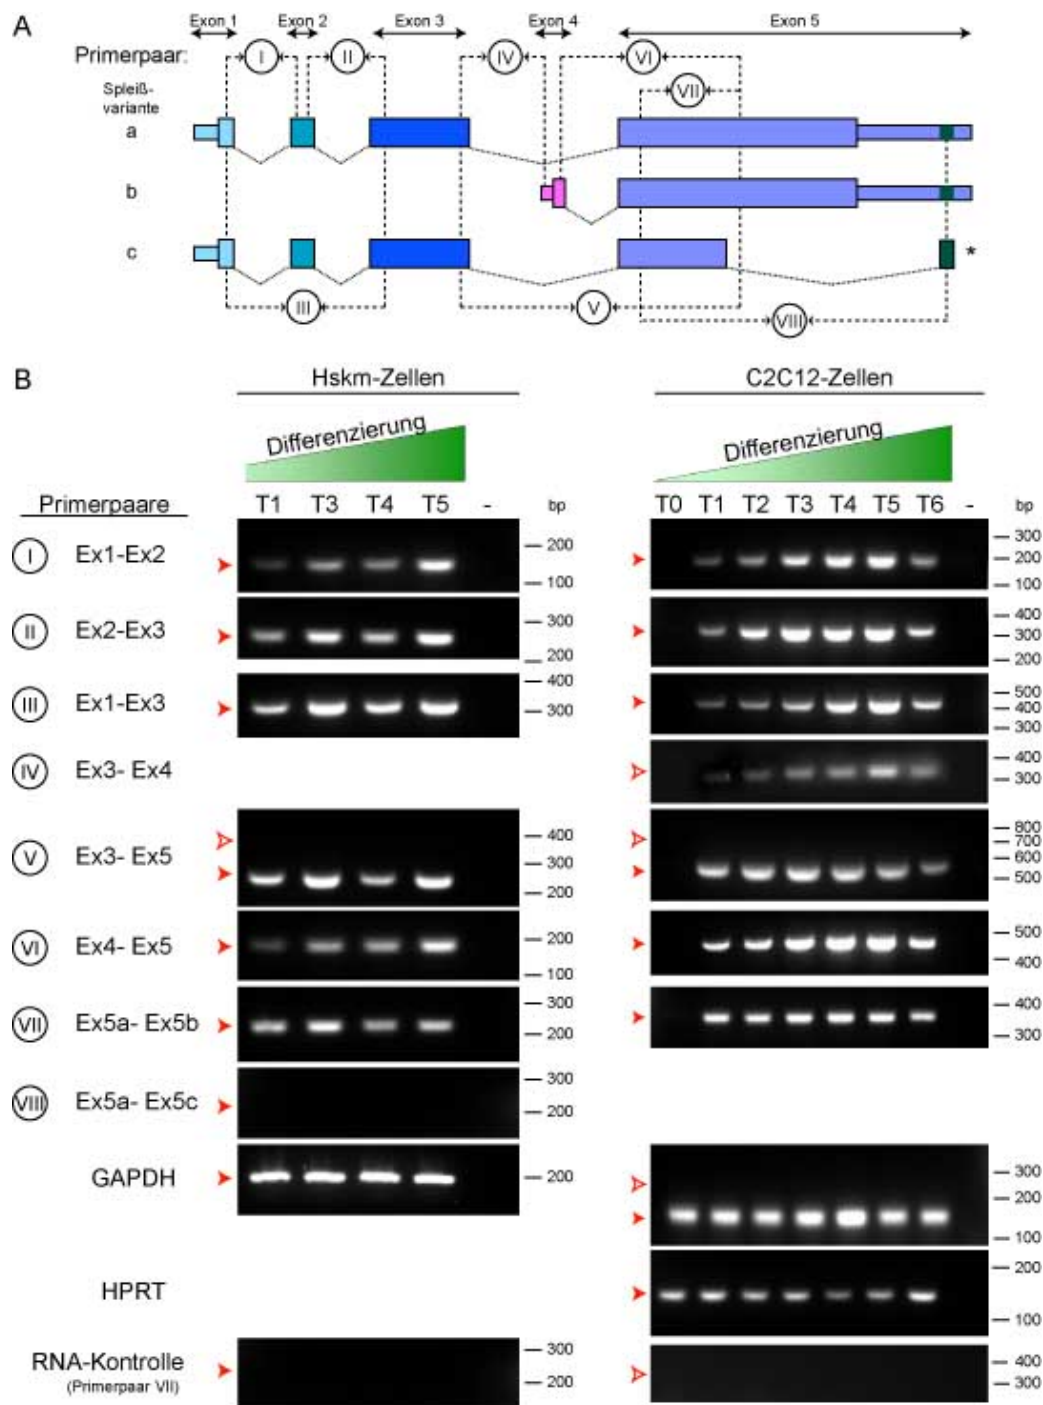 A
Exon 1 Exon 2 Exon 3 Exon 4 Exon 5
Primerpaar: I II IV VI
VII
Spleiß-
variante
a
b
c *
III V VIII
B
Hskm-Zellen C2C12-Zellen
Differenzierung Differenzierung
Primerpaare T1 T3 T4 T5 - bp T0 T1 T2 T3 T4 T5 T6 - bp
I Ex1-Ex2 200 100 300 200 100
II Ex2-Ex3 300 200 400 300 200
III Ex1-Ex3 400 300 500 400 300
IV Ex3- Ex4 400 300
V Ex3- Ex5 400 300 200 800 700 600 500
VI Ex4- Ex5 200 100 500 400
VII Ex5a- Ex5b 300 200 400 300
VIII Ex5a- Ex5c 300 200
GAPDH 200 300 200 100
HPRT 200 100
RNA-Kontrolle 300 200 400 300
(Primerpaar VII)